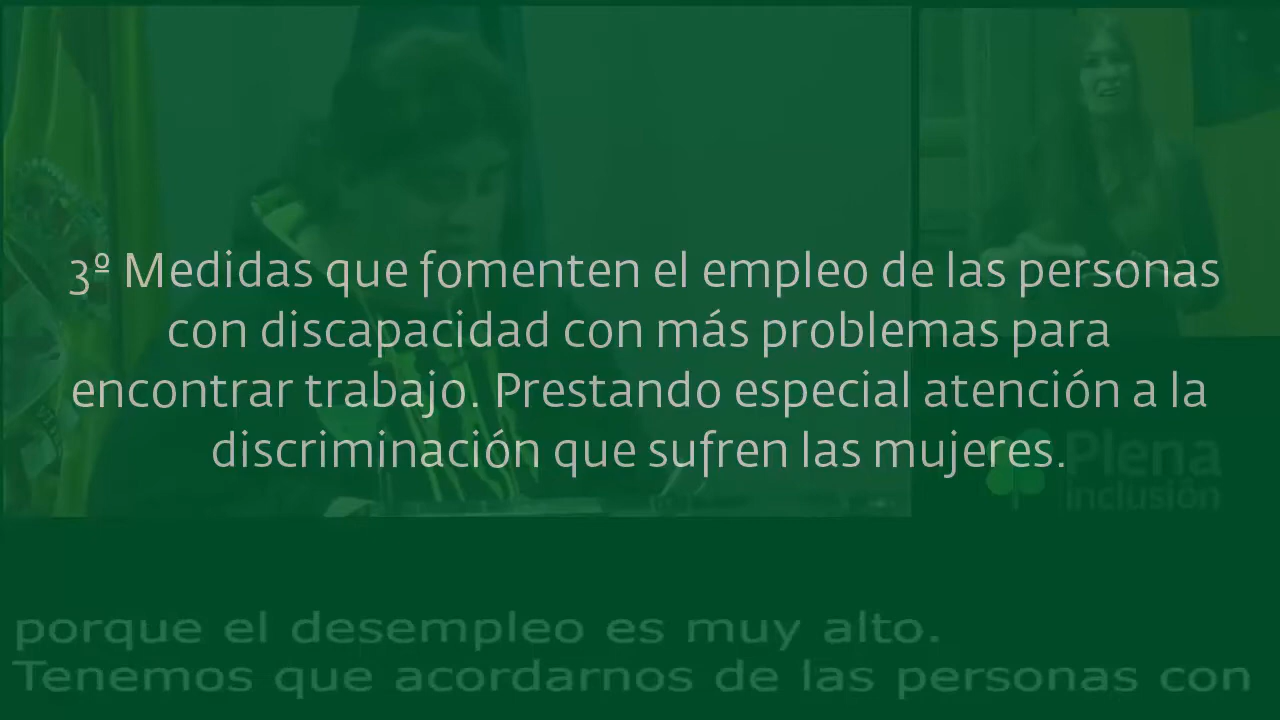 3º Medidas que fomenten el empleo de las personas
con discapacidad con más problemas para
encontrar trabajo. Prestando especial atención a la
discriminación que sufren las mujeres.
Plena
inclusión
porque el desempleo es muy alto.
Tenemos que acordarnos de las personas con